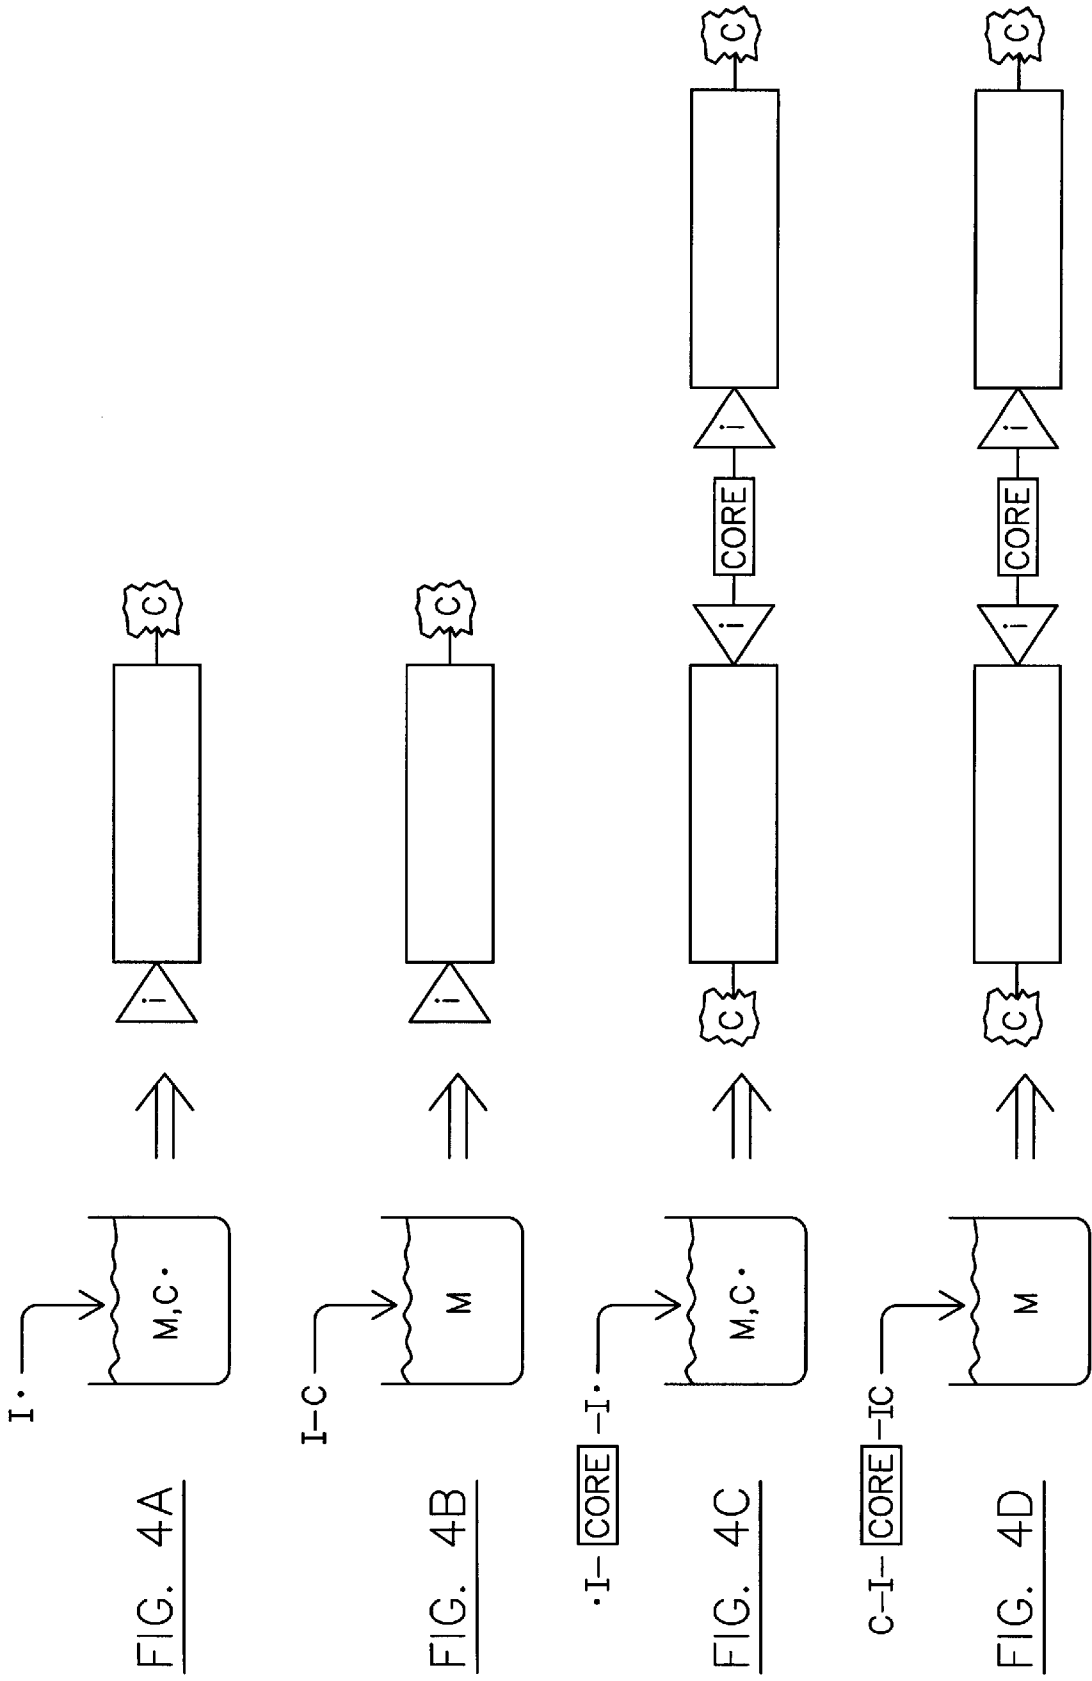 FIG. 4A
I•
M,C•
i
C
FIG. 4B
I–C
M
i
C
FIG. 4C
•I– CORE –I•
M,C•
C
i
CORE
i
C
FIG. 4D
C–I– CORE –IC
M
C
i
CORE
i
C